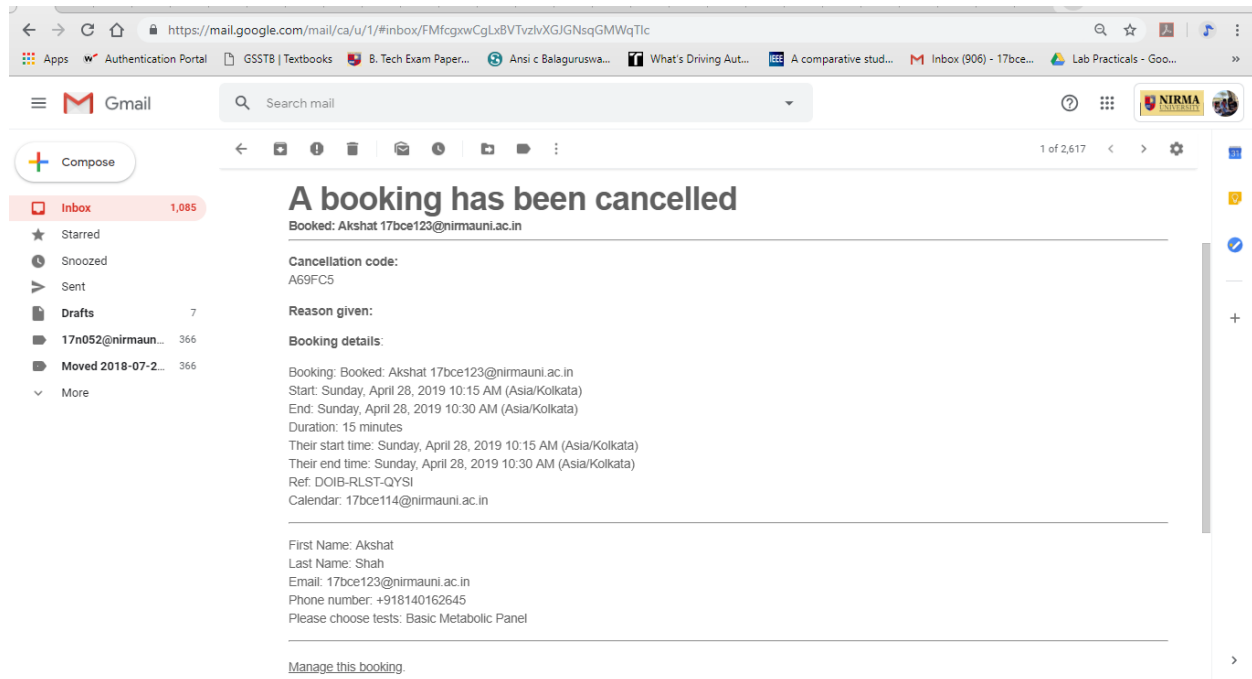 https://mail.google.com/mail/ca/u/1/#inbox/FMfcgxwCgLxBVTvzlvXGJGNsqGMWqTlc
Apps Authentication Portal GSSTB | Textbooks B. Tech Exam Paper... Ansi c Balaguruswa... What's Driving Aut... IEEE A comparative stud... Inbox (906) - 17bce... Lab Practicals - Goo... »
Gmail
Search mail
NIRMA
UNIVERSITY
Compose
1 of 2,617
31
Inbox 1,085
Starred
Snoozed
Sent
Drafts 7
17n052@nirmaun... 366
Moved 2018-07-2... 366
More
A booking has been cancelled
Booked: Akshat 17bce123@nirmauni.ac.in
Cancellation code:
A69FC5
Reason given:
Booking details:
Booking: Booked: Akshat 17bce123@nirmauni.ac.in
Start: Sunday, April 28, 2019 10:15 AM (Asia/Kolkata)
End: Sunday, April 28, 2019 10:30 AM (Asia/Kolkata)
Duration: 15 minutes
Their start time: Sunday, April 28, 2019 10:15 AM (Asia/Kolkata)
Their end time: Sunday, April 28, 2019 10:30 AM (Asia/Kolkata)
Ref: DOIB-RLST-QYSI
Calendar: 17bce114@nirmauni.ac.in
First Name: Akshat
Last Name: Shah
Email: 17bce123@nirmauni.ac.in
Phone number: +918140162645
Please choose tests: Basic Metabolic Panel
Manage this booking.